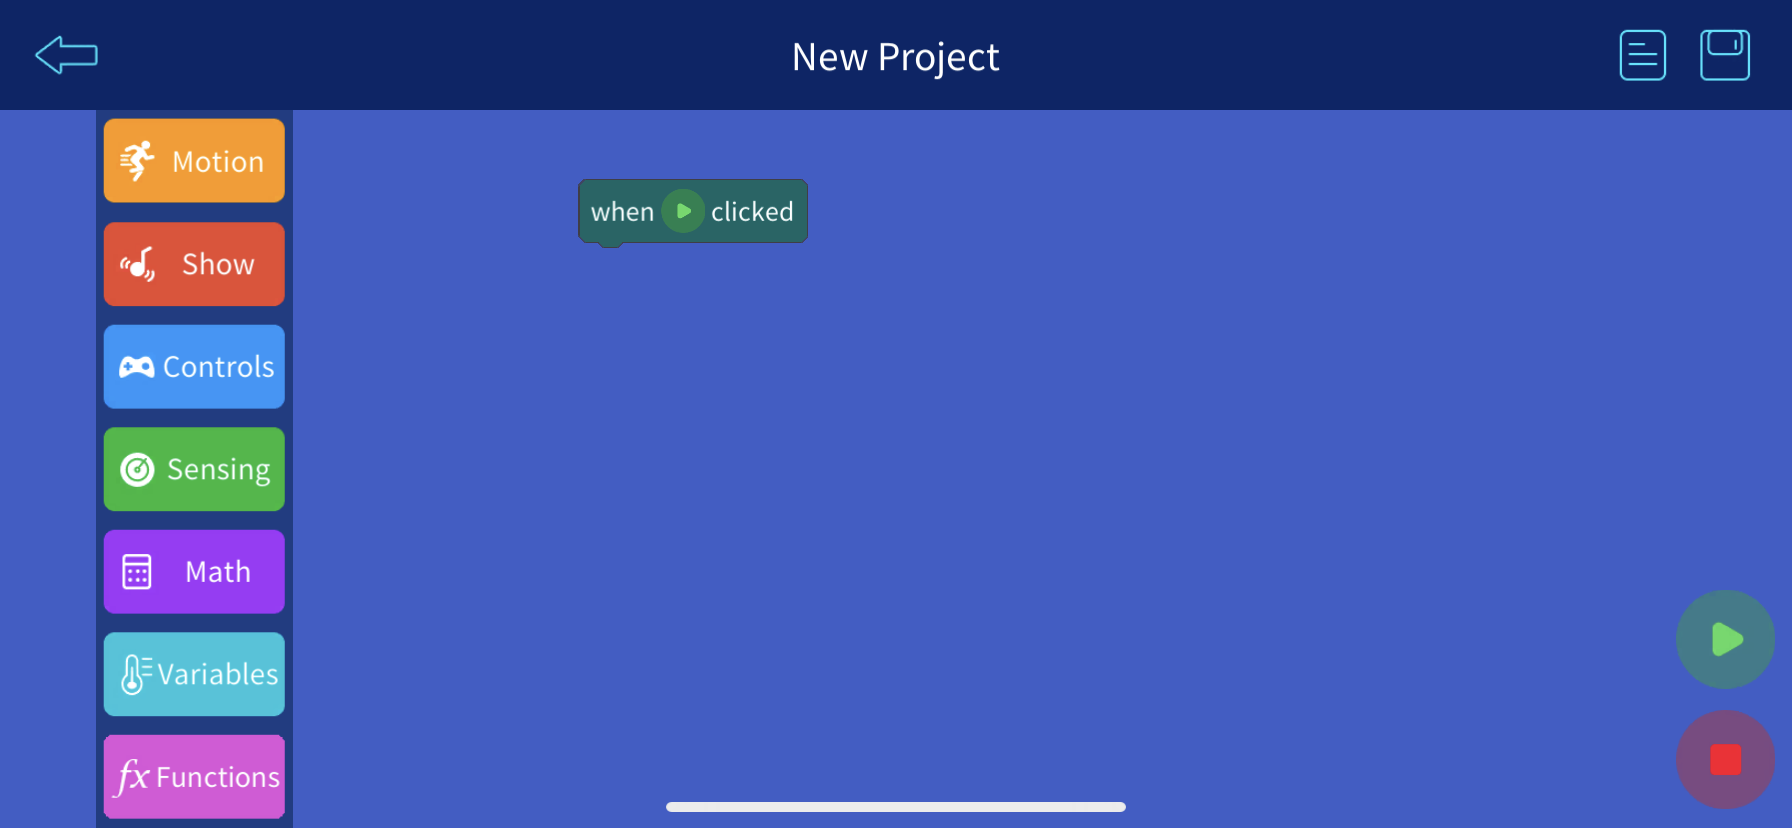 New Project
Motion
Show
Controls
Sensing
Math
Variables
fx Functions
when clicked